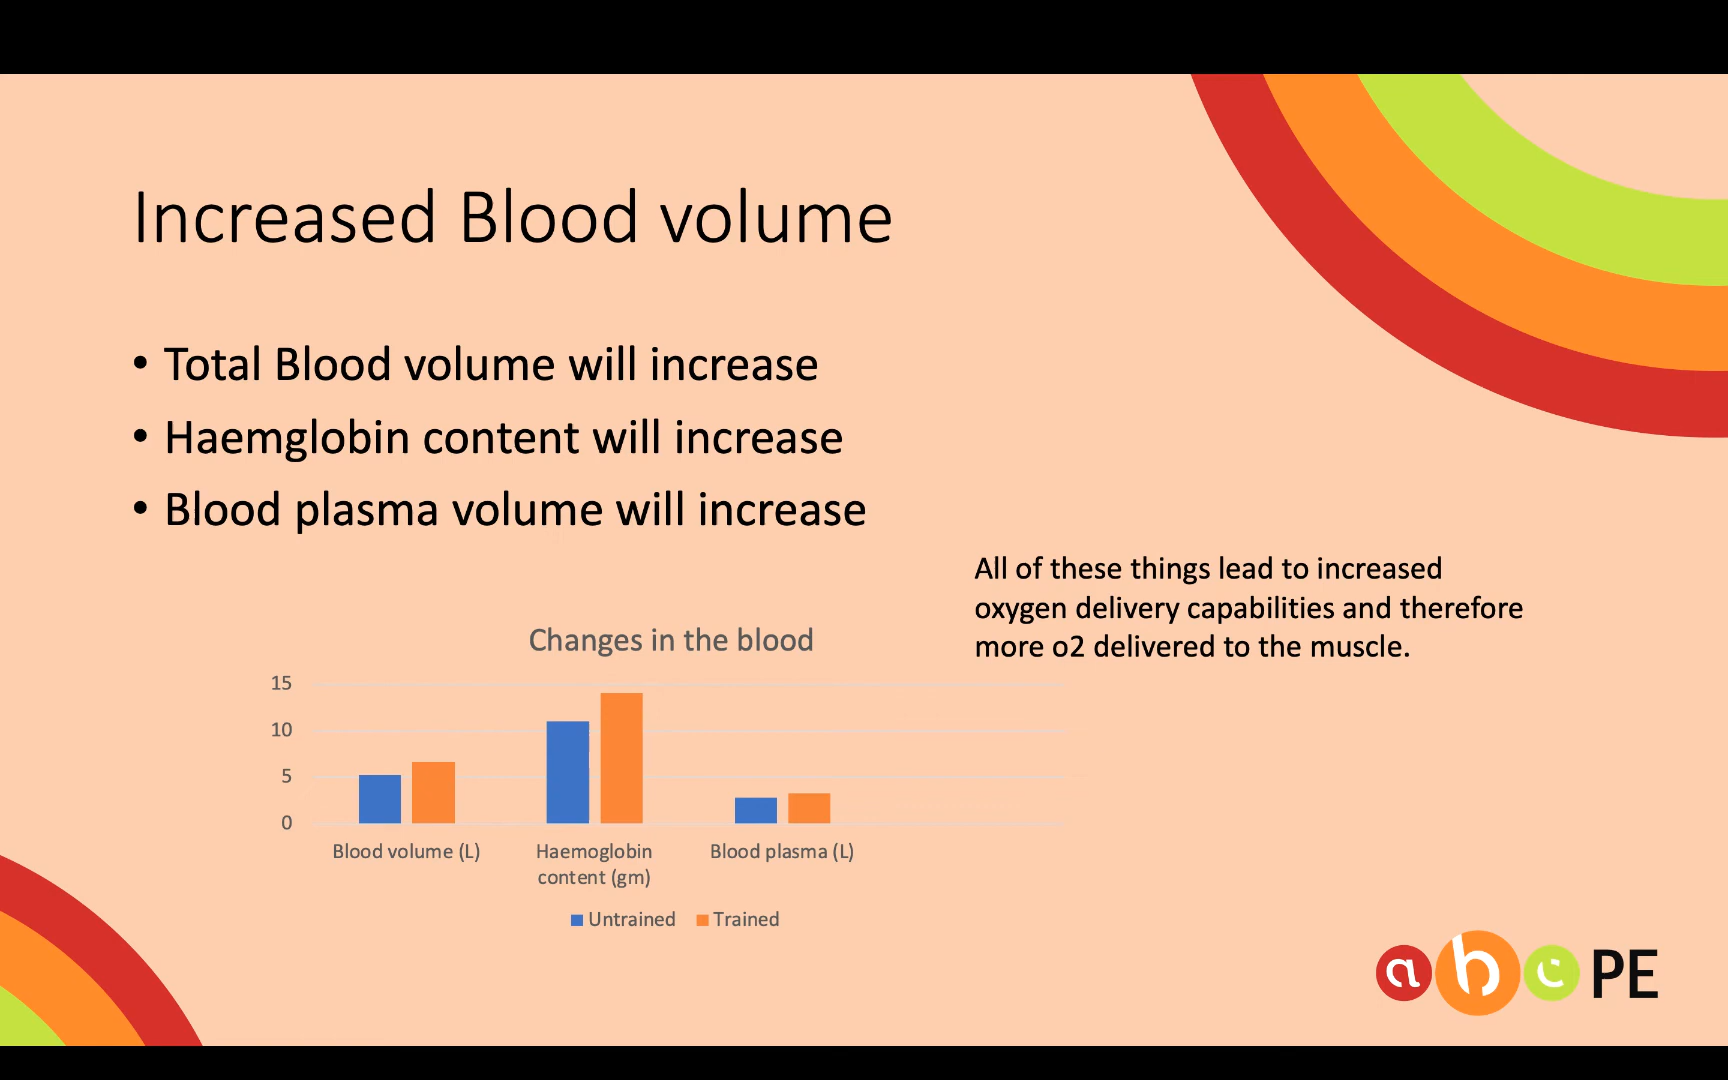 Increased Blood volume
• Total Blood volume will increase
• Haemglobin content will increase
• Blood plasma volume will increase
All of these things lead to increased
oxygen delivery capabilities and therefore
more o2 delivered to the muscle.
Changes in the blood
15
10
5
0
Blood volume (L)
Haemoglobin
content (gm)
Blood plasma (L)
Untrained Trained
abc PE